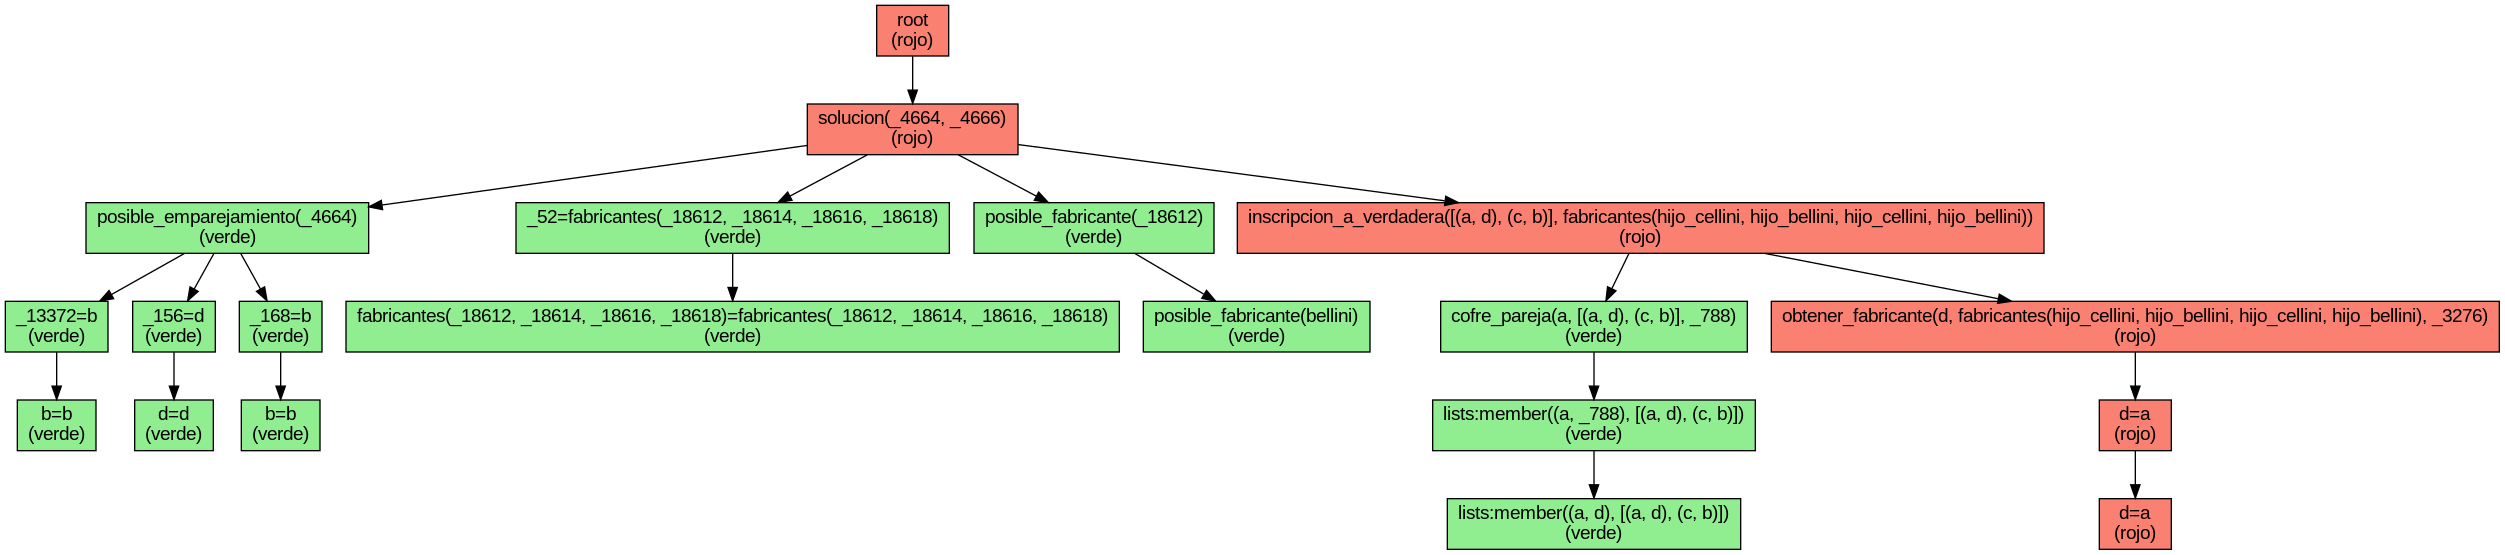 root
(rojo)
solucion(_4664, _4666)
(rojo)
posible_emparejamiento(_4664)
(verde)
_52=fabricantes(_18612, _18614, _18616, _18618)
(verde)
posible_fabricante(_18612)
(verde)
inscripcion_a_verdadera([(a, d), (c, b)], fabricantes(hijo_cellini, hijo_bellini, hijo_cellini, hijo_bellini))
(rojo)
_13372=b
(verde)
_156=d
(verde)
_168=b
(verde)
fabricantes(_18612, _18614, _18616, _18618)=fabricantes(_18612, _18614, _18616, _18618)
(verde)
posible_fabricante(bellini)
(verde)
cofre_pareja(a, [(a, d), (c, b)], _788)
(verde)
obtener_fabricante(d, fabricantes(hijo_cellini, hijo_bellini, hijo_cellini, hijo_bellini), _3276)
(rojo)
b=b
(verde)
d=d
(verde)
b=b
(verde)
lists:member((a, _788), [(a, d), (c, b)])
(verde)
d=a
(rojo)
lists:member((a, d), [(a, d), (c, b)])
(verde)
d=a
(rojo)